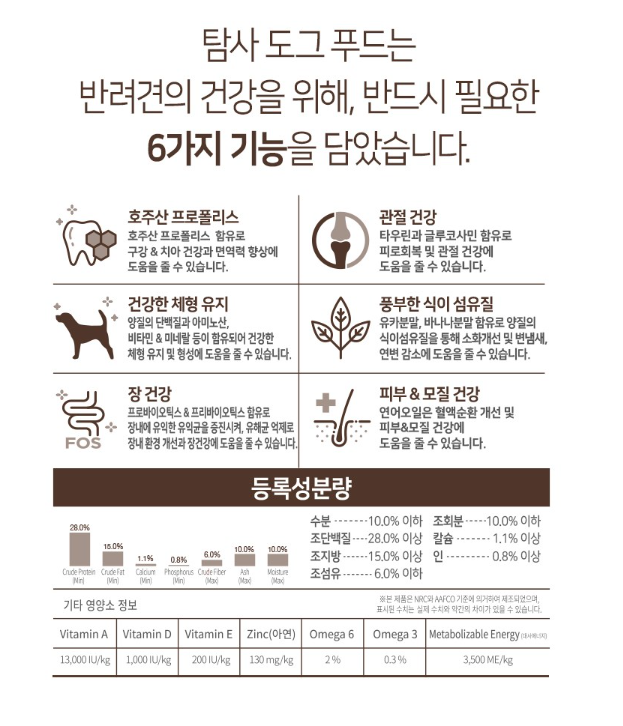 탐사 도그 푸드는
반려견의 건강을 위해, 반드시 필요한
6가지 기능을 담았습니다.
호주산 프로폴리스
호주산 프로폴리스 함유로
구강 & 치아 건강과 면역력 향상에
도움을 줄 수 있습니다.
관절 건강
타우린과 글루코사민 함유로
피로회복 및 관절 건강에
도움을 줄 수 있습니다.
건강한 체형 유지
양질의 단백질과 아미노산,
비타민 & 미네랄 등이 함유되어 건강한
체형 유지 및 형성에 도움을 줄 수 있습니다.
풍부한 식이 섬유질
유카분말, 바나나분말 함유로 양질의
식이섬유질을 통해 소화개선 및 변냄새,
연변 감소에 도움을 줄 수 있습니다.
FOS
장 건강
프로바이오틱스 & 프리바이오틱스 함유로
장내에 유익한 유익균을 증진시켜, 유해균 억제로
장내 환경 개선과 장건강에 도움을 줄 수 있습니다.
피부 & 모질 건강
연어오일은 혈액순환 개선 및
피부&모질 건강에
도움을 줄 수 있습니다.
등록성분량
28.0% 15.0% 1.1% 0.8% 6.0% 10.0% 10.0%
Crude Protein Crude Fat Calcium Phosphorus Crude Fiber Ash Moisture
(Min) (Min) (Min) (Min) (Max) (Max) (Max)
수분 -------- 10.0% 이하 조회분 ----- 10.0% 이하
조단백질 ---- 28.0% 이상 칼슘 -------- 1.1% 이상
조지방 ------ 15.0% 이상 인 ---------- 0.8% 이상
조섬유 ------- 6.0% 이하
기타 영양소 정보
※본 제품은 NRC와 AAFCO 기준에 의거하여 제조되었으며,
표시된 수치는 실제 수치와 약간의 차이가 있을 수 있습니다.
Vitamin A Vitamin D Vitamin E Zinc(아연) Omega 6 Omega 3 Metabolizable Energy (대사에너지)
13,000 IU/kg 1,000 IU/kg 200 IU/kg 130 mg/kg 2 % 0.3 % 3,500 ME/kg